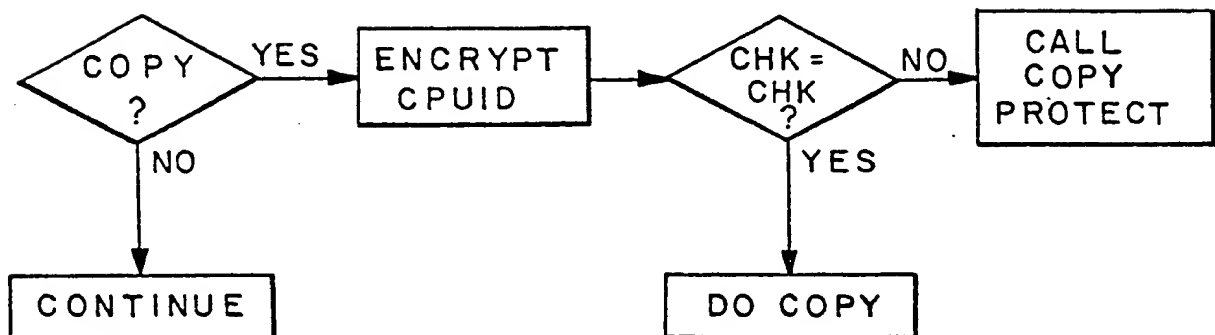 COPY
?
YES
NO
ENCRYPT
CPUID
CHK =
CHK
?
NO
YES
CALL
COPY
PROTECT
CONTINUE
DO COPY